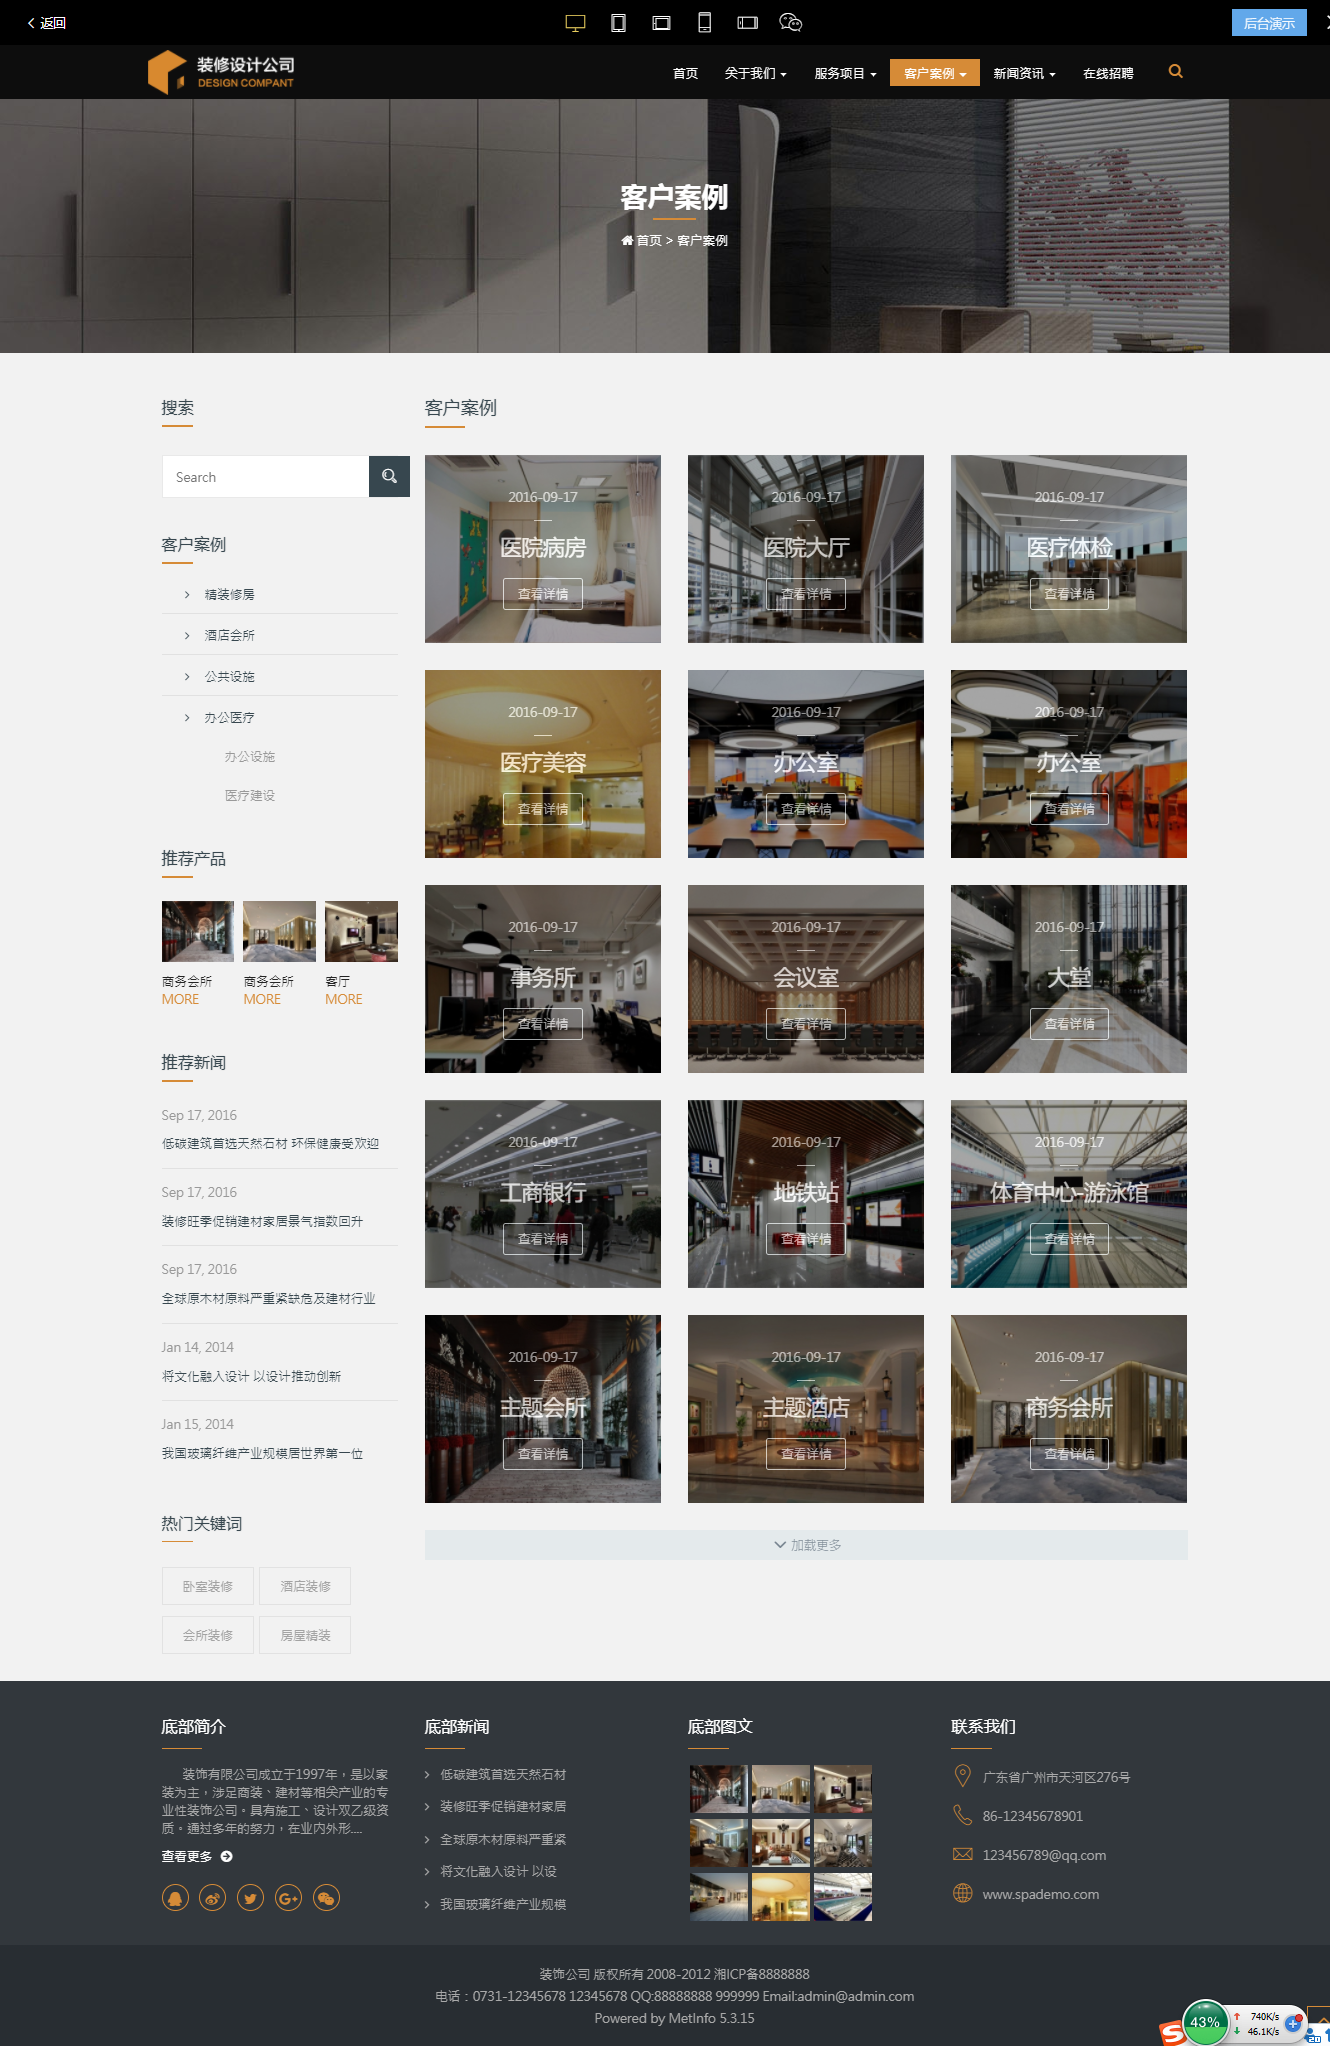 返回
后台演示
装修设计公司
DESIGN COMPANT
首页
关于我们
服务项目
客户案例
新闻资讯
在线招聘
客户案例
首页 > 客户案例
搜索
Search
客户案例
精装修房
酒店会所
公共设施
办公医疗
办公设施
医疗建设
推荐产品
商务会所
MORE
商务会所
MORE
客厅
MORE
推荐新闻
Sep 17, 2016
低碳建筑首选天然石材 环保健康受欢迎
Sep 17, 2016
装修旺季促销建材家居景气指数回升
Sep 17, 2016
全球原木材原料严重紧缺危及建材行业
Jan 14, 2014
将文化融入设计 以设计推动创新
Jan 15, 2014
我国玻璃纤维产业规模居世界第一位
热门关键词
卧室装修
酒店装修
会所装修
房屋精装
客户案例
2016-09-17
医院病房
查看详情
2016-09-17
医院大厅
查看详情
2016-09-17
医疗体检
查看详情
2016-09-17
医疗美容
查看详情
2016-09-17
办公室
查看详情
2016-09-17
办公室
查看详情
2016-09-17
事务所
查看详情
2016-09-17
会议室
查看详情
2016-09-17
大堂
查看详情
2016-09-17
工商银行
查看详情
2016-09-17
地铁站
查看详情
2016-09-17
体育中心-游泳馆
查看详情
2016-09-17
主题会所
查看详情
2016-09-17
主题酒店
查看详情
2016-09-17
商务会所
查看详情
加载更多
底部简介
装饰有限公司成立于1997年，是以家
装为主，涉足商装、建材等相关产业的专
业性装饰公司。具有施工、设计双乙级资
质。通过多年的努力，在业内外形....
查看更多
底部新闻
低碳建筑首选天然石材
装修旺季促销建材家居
全球原木材原料严重紧
将文化融入设计 以设
我国玻璃纤维产业规模
底部图文
联系我们
广东省广州市天河区276号
86-12345678901
123456789@qq.com
www.spademo.com
装饰公司 版权所有 2008-2012 湘ICP备8888888
电话：0731-12345678 12345678 QQ:88888888 999999 Email:admin@admin.com
Powered by MetInfo 5.3.15
43%
740K/s
46.1K/s